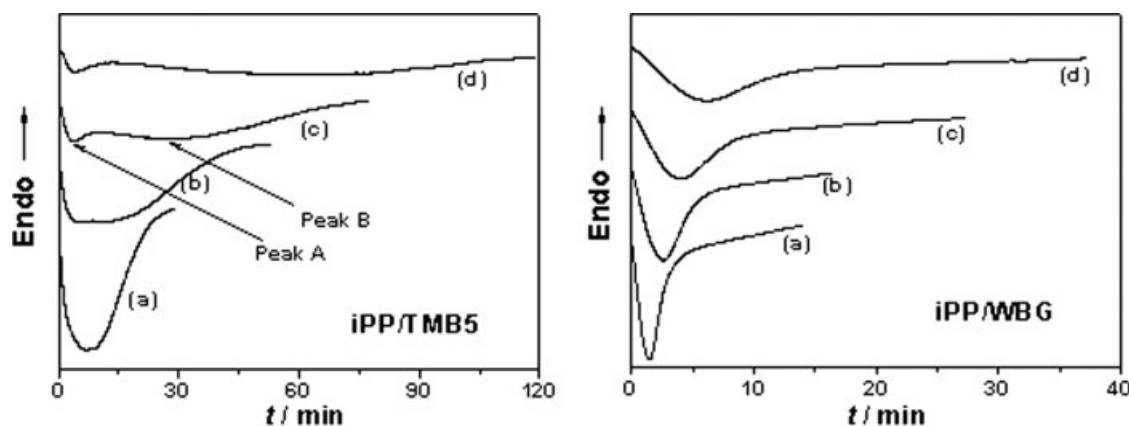 Endo
(d)
(c)
(b)
Peak B
Peak A
(a)
iPP/TMB5
0 30 60 90 120
t / min
Endo
(d)
(c)
(b)
(a)
iPP/WBG
0 10 20 30 40
t / min